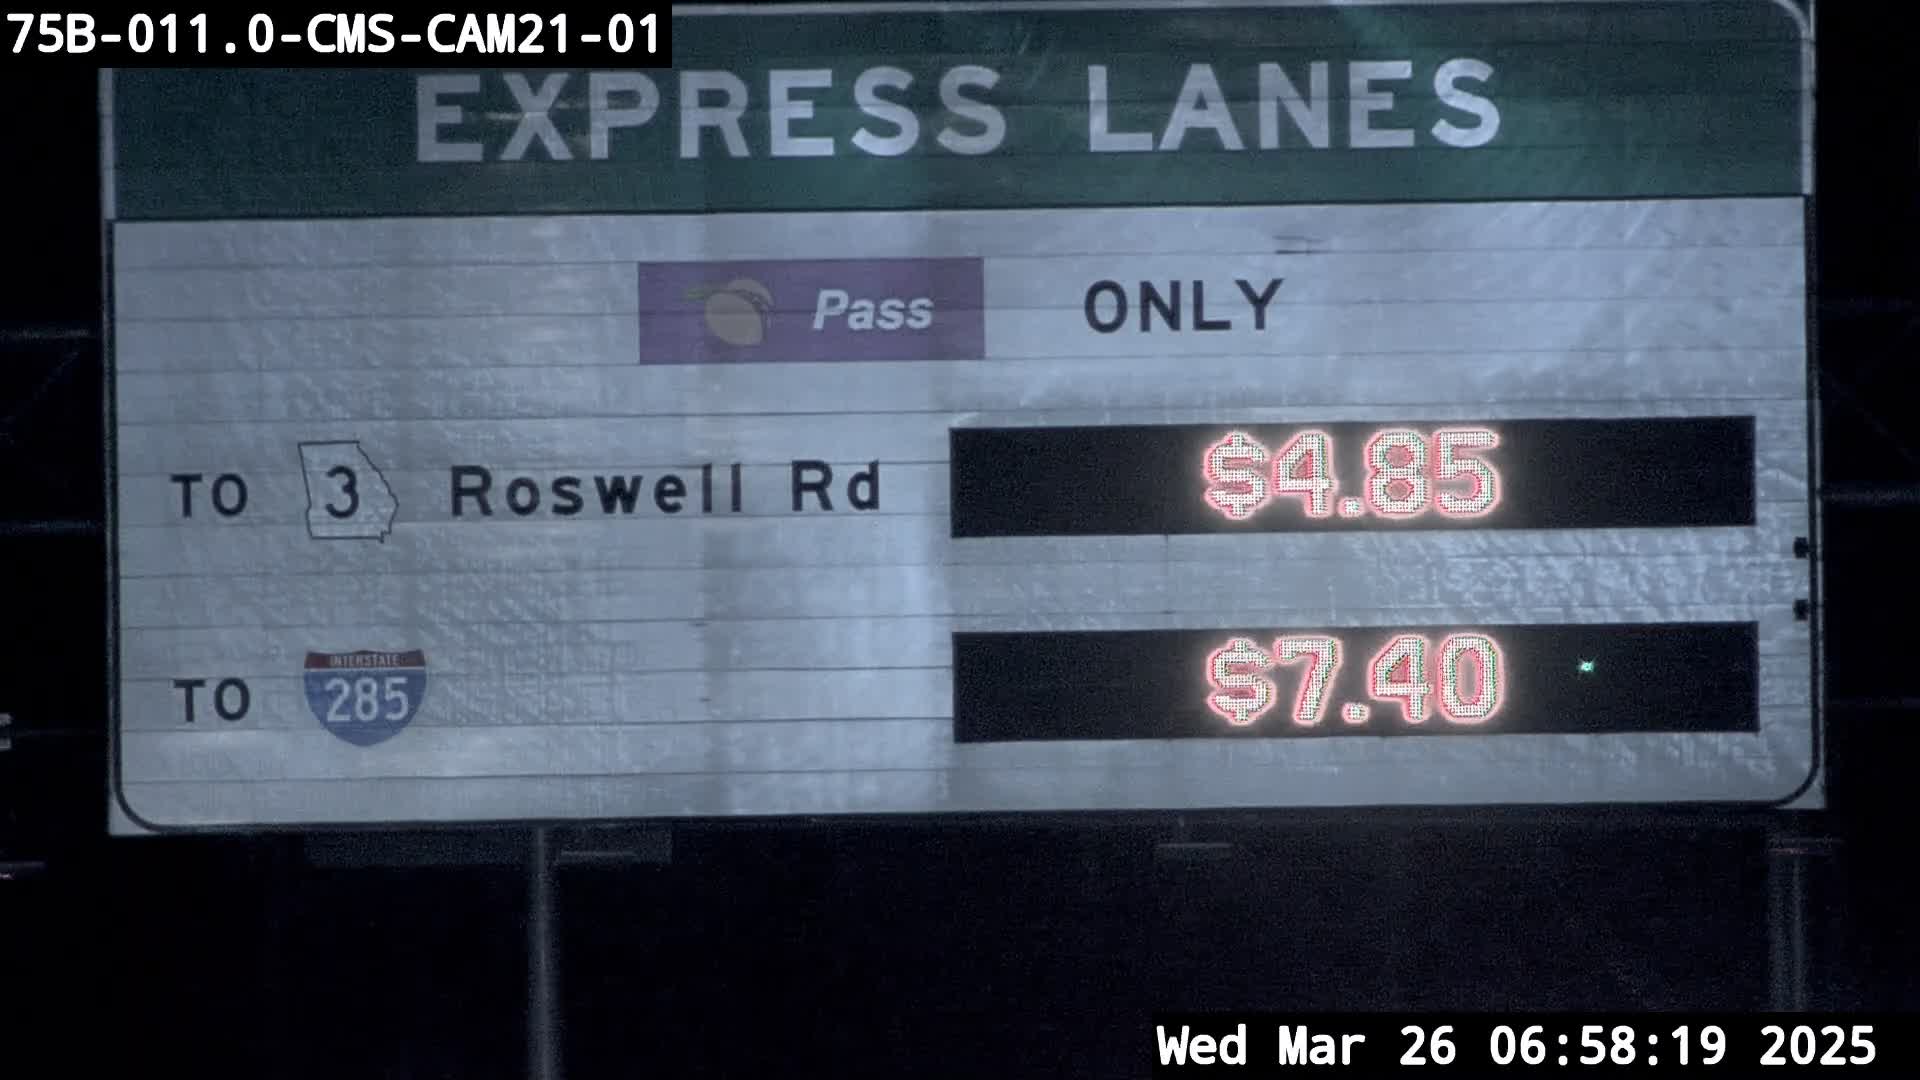 75B-011.0-CMS-CAM21-01
EXPRESS LANES
Pass ONLY
TO 3 Roswell Rd $4.85
TO INTERSTATE 285 $7.40
Wed Mar 26 06:58:19 2025